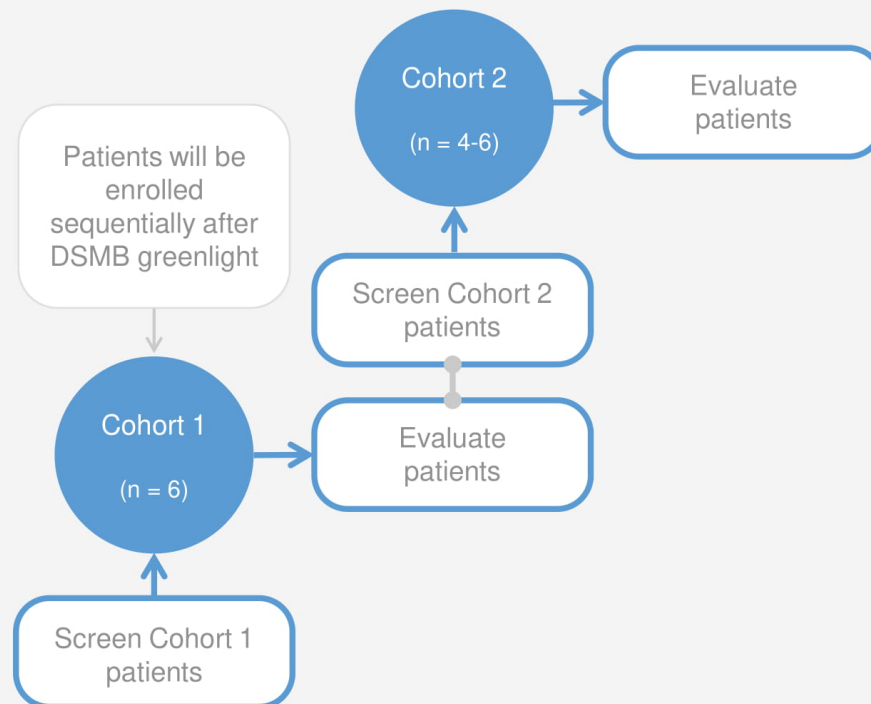 Cohort 2
(n = 4-6)
Evaluate
patients
Patients will be
enrolled
sequentially after
DSMB greenlight
Screen Cohort 2
patients
Cohort 1
(n = 6)
Evaluate
patients
Screen Cohort 1
patients